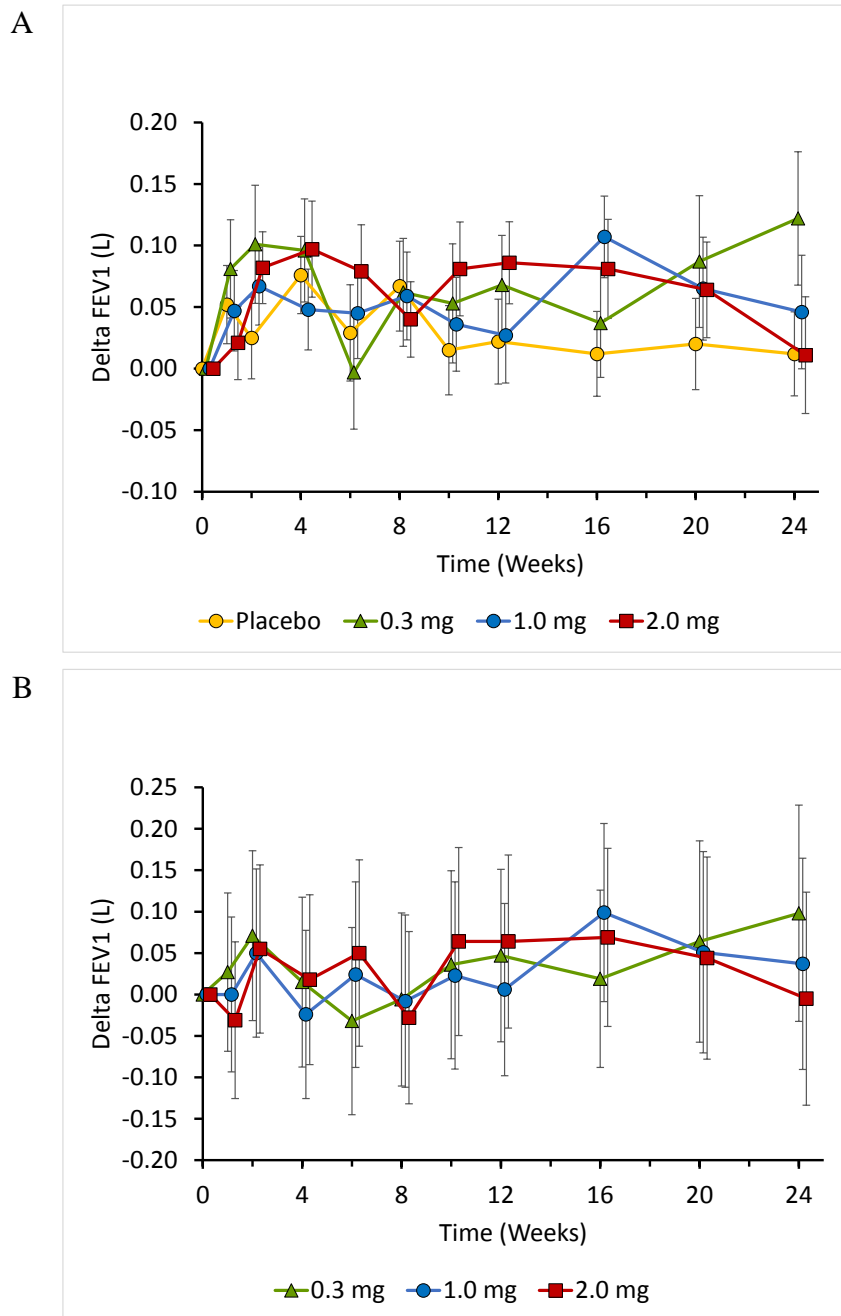 A
0.20
0.15
0.10
0.05
0.00
-0.05
-0.10
Delta FEV1 (L)
0 4 8 12 16 20 24
Time (Weeks)
Placebo 0.3 mg 1.0 mg 2.0 mg
B
0.25
0.20
0.15
0.10
0.05
0.00
-0.05
-0.10
-0.15
-0.20
Delta FEV1 (L)
0 4 8 12 16 20 24
Time (Weeks)
0.3 mg 1.0 mg 2.0 mg